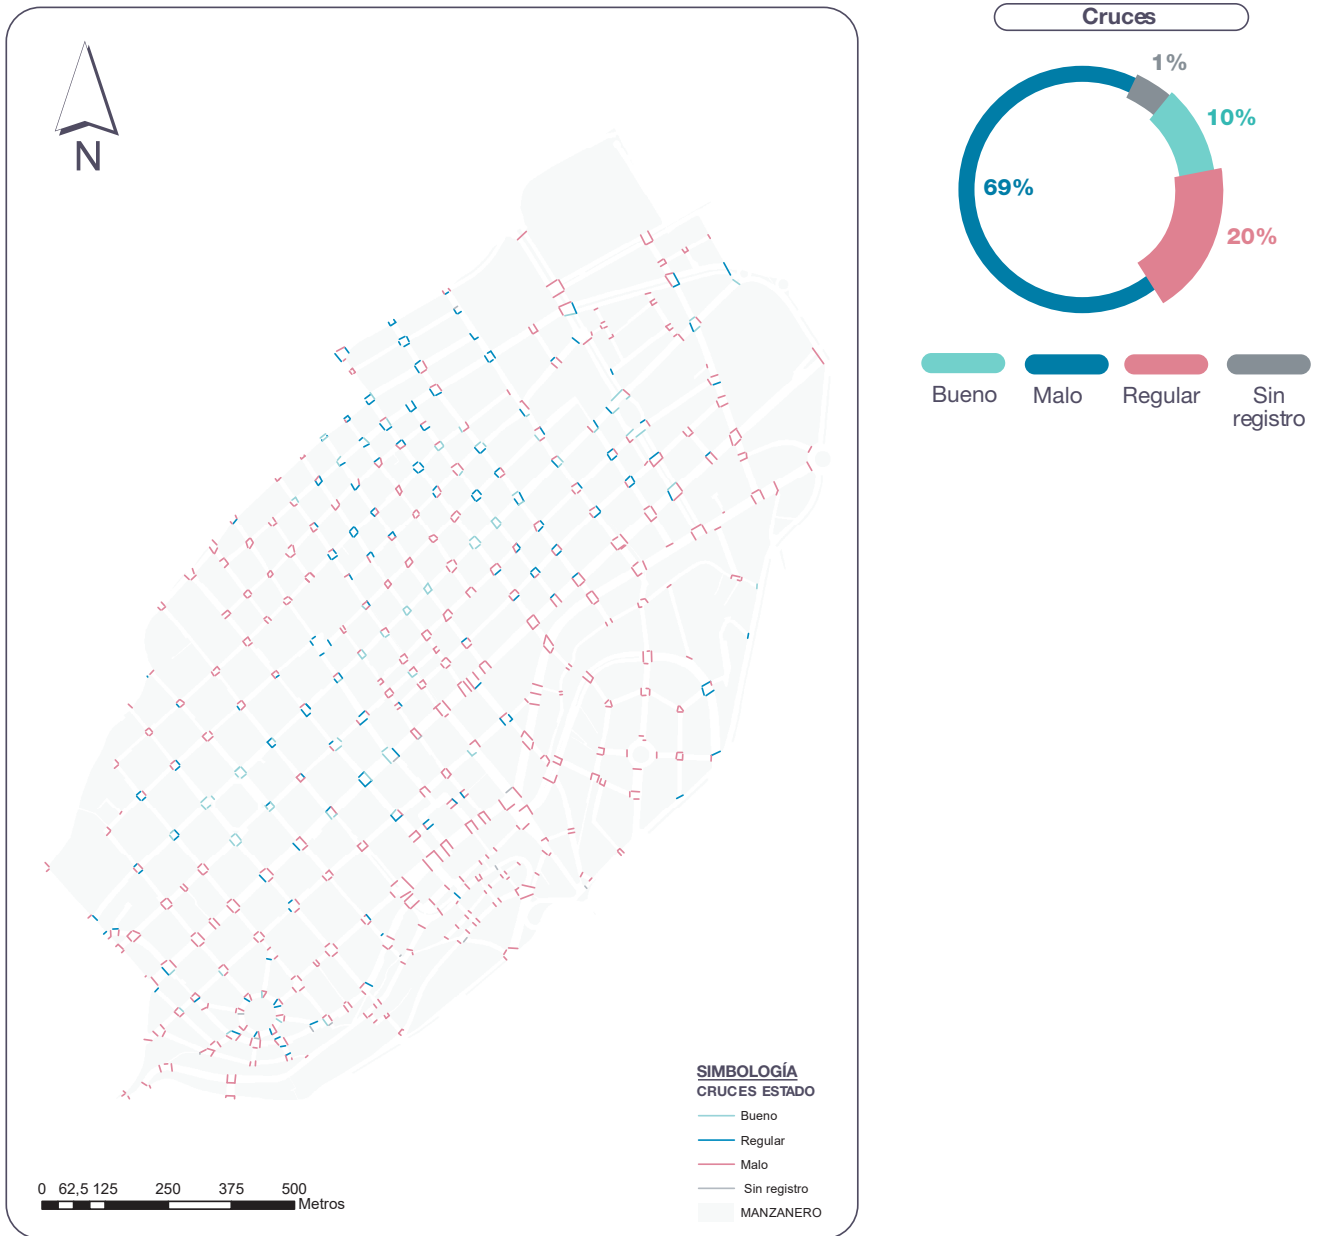 N
SIMBOLOGÍA
CRUCES ESTADO
Bueno
Regular
Malo
Sin registro
MANZANERO
0 62,5 125 250 375 500
Metros
Cruces
1%
10%
69%
20%
Bueno Malo Regular Sin
registro